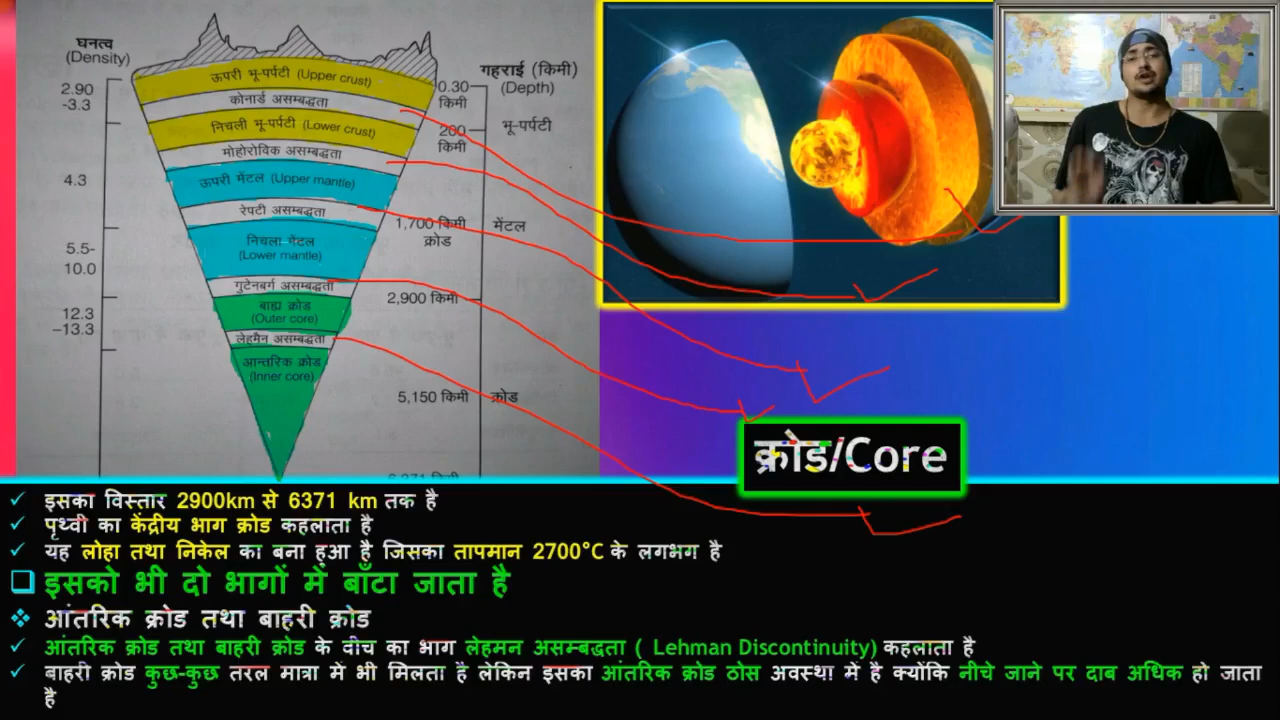 घनत्व
(Density)
2.90
-3.3
4.3
5.5-
10.0
12.3
–13.3
ऊपरी भू-पर्पटी (Upper crust)
कोनार्ड असम्बद्धता
निचली भू-पर्पटी (Lower crust)
मोहोरोविक असम्बद्धता
ऊपरी मेंटल (Upper mantle)
रेपटी असम्बद्धता
निचला मेंटल
(Lower mantle)
गुटेनबर्ग असम्बद्धता
बाह्य क्रोड
(Outer core)
लेहमैन असम्बद्धता
आन्तरिक क्रोड
(Inner core)
गहराई (किमी)
(Depth)
0.30
किमी
200
किमी
भू-पर्पटी
1,700 किमी
क्रोड
मेंटल
2,900 किमी
5,150 किमी
क्रोड
क्रोड/Core
इसका विस्तार 2900km से 6371 km तक है
पृथ्वी का केंद्रीय भाग क्रोड कहलाता है
यह लोहा तथा निकेल का बना हुआ है जिसका तापमान 2700°C के लगभग है
इसको भी दो भागों में बाँटा जाता है
आंतरिक क्रोड तथा बाहरी क्रोड
आंतरिक क्रोड तथा बाहरी क्रोड के बीच का भाग लेहमन असम्बद्धता ( Lehman Discontinuity) कहलाता है
बाहरी क्रोड कुछ-कुछ तरल मात्रा में भी मिलता है लेकिन इसका आंतरिक क्रोड ठोस अवस्था में है क्योंकि नीचे जाने पर दाब अधिक हो जाता
है